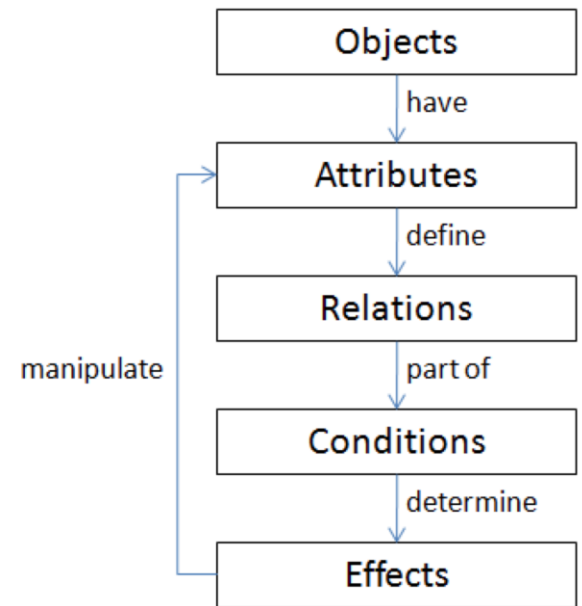 Objects
have
Attributes
define
Relations
manipulate
part of
Conditions
determine
Effects